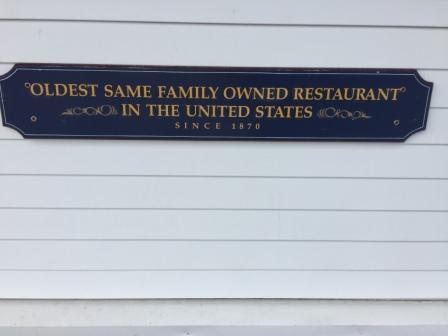 OLDEST SAME FAMILY OWNED RESTAURANT
IN THE UNITED STATES
SINCE 1870